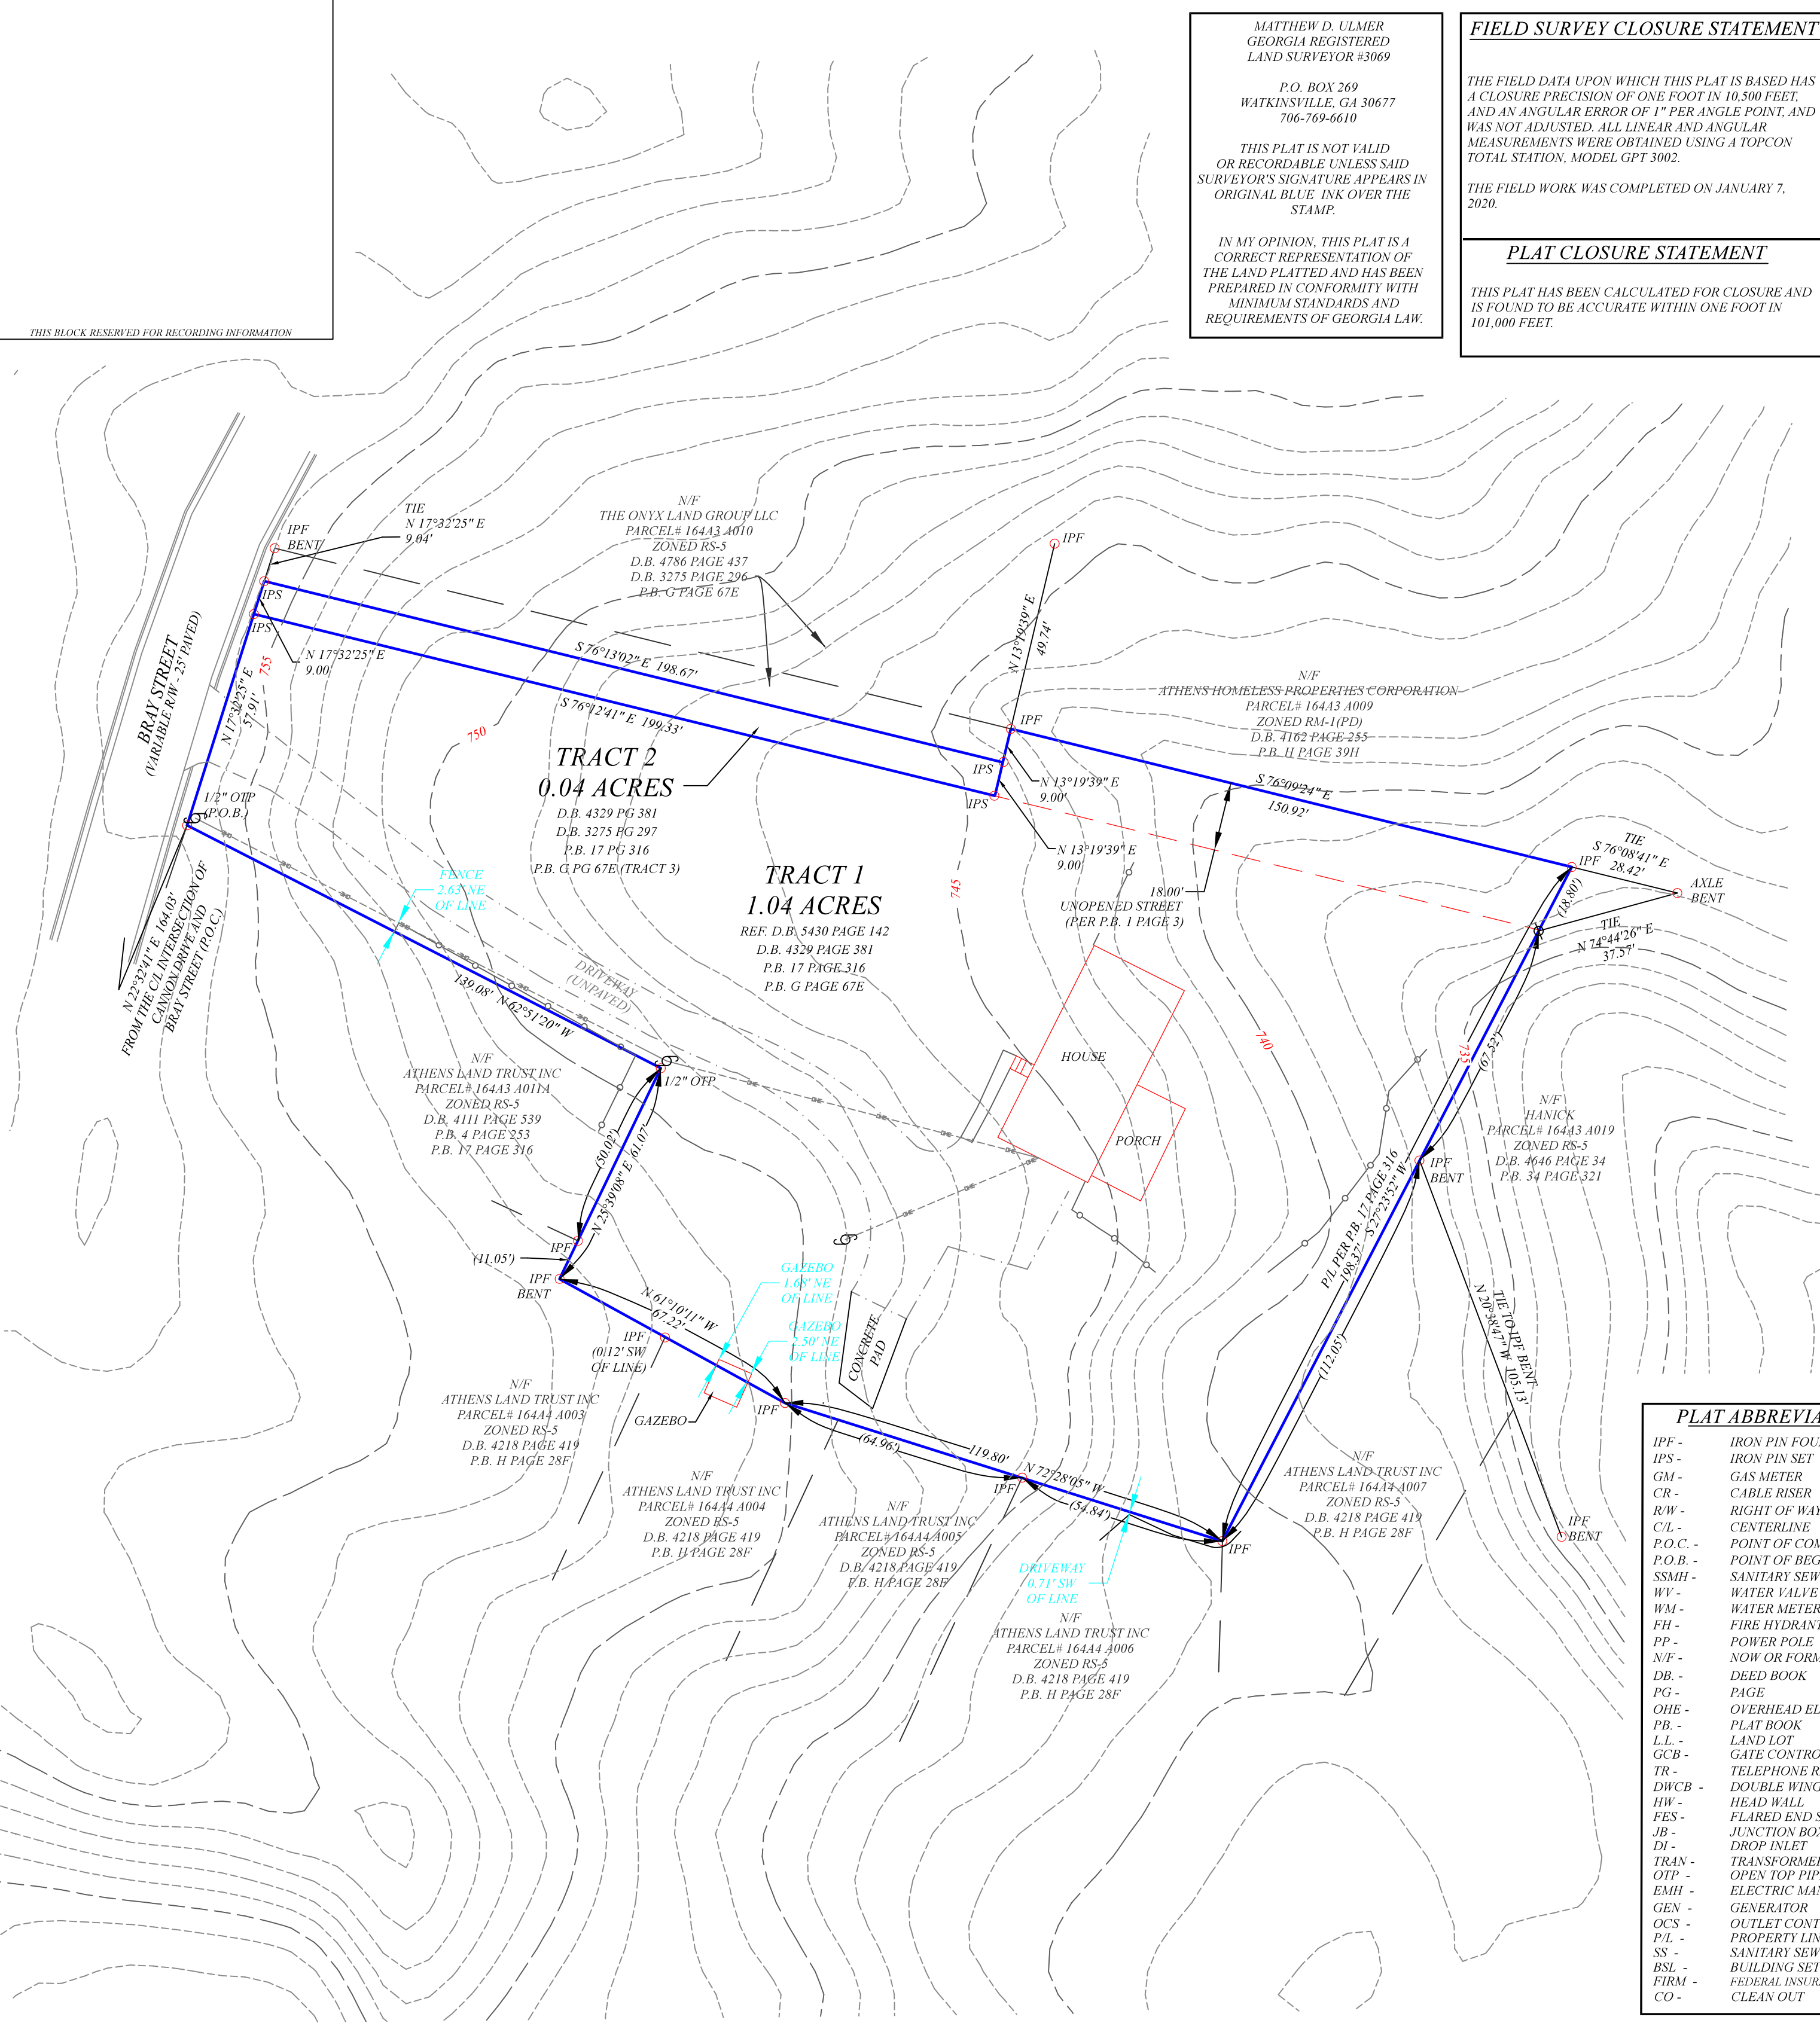 THIS BLOCK RESERVED FOR RECORDING INFORMATION
MATTHEW D. ULMER
GEORGIA REGISTERED
LAND SURVEYOR #3069
P.O. BOX 269
WATKINSVILLE, GA 30677
706-769-6610
THIS PLAT IS NOT VALID
OR RECORDABLE UNLESS SAID
SURVEYOR'S SIGNATURE APPEARS IN
ORIGINAL BLUE INK OVER THE
STAMP.
IN MY OPINION, THIS PLAT IS A
CORRECT REPRESENTATION OF
THE LAND PLATTED AND HAS BEEN
PREPARED IN CONFORMITY WITH
MINIMUM STANDARDS AND
REQUIREMENTS OF GEORGIA LAW.
FIELD SURVEY CLOSURE STATEMENT
THE FIELD DATA UPON WHICH THIS PLAT IS BASED HAS
A CLOSURE PRECISION OF ONE FOOT IN 10,500 FEET,
AND AN ANGULAR ERROR OF 1" PER ANGLE POINT, AND
WAS NOT ADJUSTED. ALL LINEAR AND ANGULAR
MEASUREMENTS WERE OBTAINED USING A TOPCON
TOTAL STATION, MODEL GPT 3002.
THE FIELD WORK WAS COMPLETED ON JANUARY 7,
2020.
PLAT CLOSURE STATEMENT
THIS PLAT HAS BEEN CALCULATED FOR CLOSURE AND
IS FOUND TO BE ACCURATE WITHIN ONE FOOT IN
101,000 FEET.
TIE
N 17°32'25" E
9.04'
IPF
BENT
N/F
THE ONYX LAND GROUP LLC
PARCEL# 164A3 A010
ZONED RS-5
D.B. 4786 PAGE 437
D.B. 3275 PAGE 296
P.B. G PAGE 67E
IPF
IPS
IPS
N 17°32'25" E
9.00'
BRAY STREET
(VARIABLE R/W - 25' PAVED)
N 17°32'25" E
57.91'
755
S 76°13'02" E 198.67'
S 76°12'41" E 199.33'
N 13°19'39" E
49.74'
750
IPF
IPS
IPS
N 13°19'39" E
9.00'
N 13°19'39" E
9.00'
N/F
ATHENS HOMELESS PROPERTIES CORPORATION
PARCEL# 164A3 A009
ZONED RM-1(PD)
D.B. 4162 PAGE 255
P.B. H PAGE 39H
S 76°09'24" E
150.92'
TRACT 2
0.04 ACRES
D.B. 4329 PG 381
D.B. 3275 PG 297
P.B. 17 PG 316
P.B. G PG 67E (TRACT 3)
1/2" OTP
(P.O.B.)
TRACT 1
1.04 ACRES
REF. D.B. 5430 PAGE 142
D.B. 4329 PAGE 381
P.B. 17 PAGE 316
P.B. G PAGE 67E
745
18.00'
UNOPENED STREET
(PER P.B. 1 PAGE 3)
IPF
TIE
S 76°08'41" E
28.42'
AXLE
BENT
(18.80')
TIE
N 74°44'26" E
37.57'
N 22°32'41" E 164.03'
FROM THE C/L INTERSECTION OF
CANNON DRIVE AND
BRAY STREET (P.O.C.)
FENCE
2.63' NE
OF LINE
DRIVEWAY
(UNPAVED)
139.08' N 62°51'20" W
1/2" OTP
HOUSE
PORCH
740
735
(67.52')
N/F
ATHENS LAND TRUST INC
PARCEL# 164A3 A011A
ZONED RS-5
D.B. 4111 PAGE 539
P.B. 4 PAGE 253
P.B. 17 PAGE 316
(50.02')
N 25°39'08" E 61.07'
IPF
(11.05')
IPF
BENT
N/F
HANICK
PARCEL# 164A3 A019
ZONED RS-5
D.B. 4646 PAGE 34
P.B. 34 PAGE 321
IPF
BENT
P/L PER P.B. 17 PAGE 316
198.37' S 27°23'52" W
(112.05')
TIE TO IPF BENT
N 20°38'47" W 105.13'
IPF
BENT
N 61°10'11" W
67.22'
IPF
(0.12' SW
OF LINE)
GAZEBO
1.68' NE
OF LINE
GAZEBO
2.50' NE
OF LINE
CONCRETE
PAD
GAZEBO
IPF
(64.96')
119.80' N 72°28'05" W
IPF
(54.84')
IPF
DRIVEWAY
0.71' SW
OF LINE
N/F
ATHENS LAND TRUST INC
PARCEL# 164A4 A003
ZONED RS-5
D.B. 4218 PAGE 419
P.B. H PAGE 28F
N/F
ATHENS LAND TRUST INC
PARCEL# 164A4 A004
ZONED RS-5
D.B. 4218 PAGE 419
P.B. H PAGE 28F
N/F
ATHENS LAND TRUST INC
PARCEL# 164A4 A005
ZONED RS-5
D.B. 4218 PAGE 419
P.B. H PAGE 28F
N/F
ATHENS LAND TRUST INC
PARCEL# 164A4 A006
ZONED RS-5
D.B. 4218 PAGE 419
P.B. H PAGE 28F
N/F
ATHENS LAND TRUST INC
PARCEL# 164A4 A007
ZONED RS-5
D.B. 4218 PAGE 419
P.B. H PAGE 28F
PLAT ABBREVIA
IPF - IRON PIN FOU
IPS - IRON PIN SET
GM - GAS METER
CR - CABLE RISER
R/W - RIGHT OF WAY
C/L - CENTERLINE
P.O.C. - POINT OF COM
P.O.B. - POINT OF BEG
SSMH - SANITARY SEW
WV - WATER VALVE
WM - WATER METER
FH - FIRE HYDRANT
PP - POWER POLE
N/F - NOW OR FORM
DB. - DEED BOOK
PG - PAGE
OHE - OVERHEAD EL
PB. - PLAT BOOK
L.L. - LAND LOT
GCB - GATE CONTRO
TR - TELEPHONE R
DWCB - DOUBLE WING
HW - HEAD WALL
FES - FLARED END S
JB - JUNCTION BOX
DI - DROP INLET
TRAN - TRANSFORMER
OTP - OPEN TOP PIP
EMH - ELECTRIC MAN
GEN - GENERATOR
OCS - OUTLET CONT
P/L - PROPERTY LIN
SS - SANITARY SEW
BSL - BUILDING SET
FIRM - FEDERAL INSUR
CO - CLEAN OUT